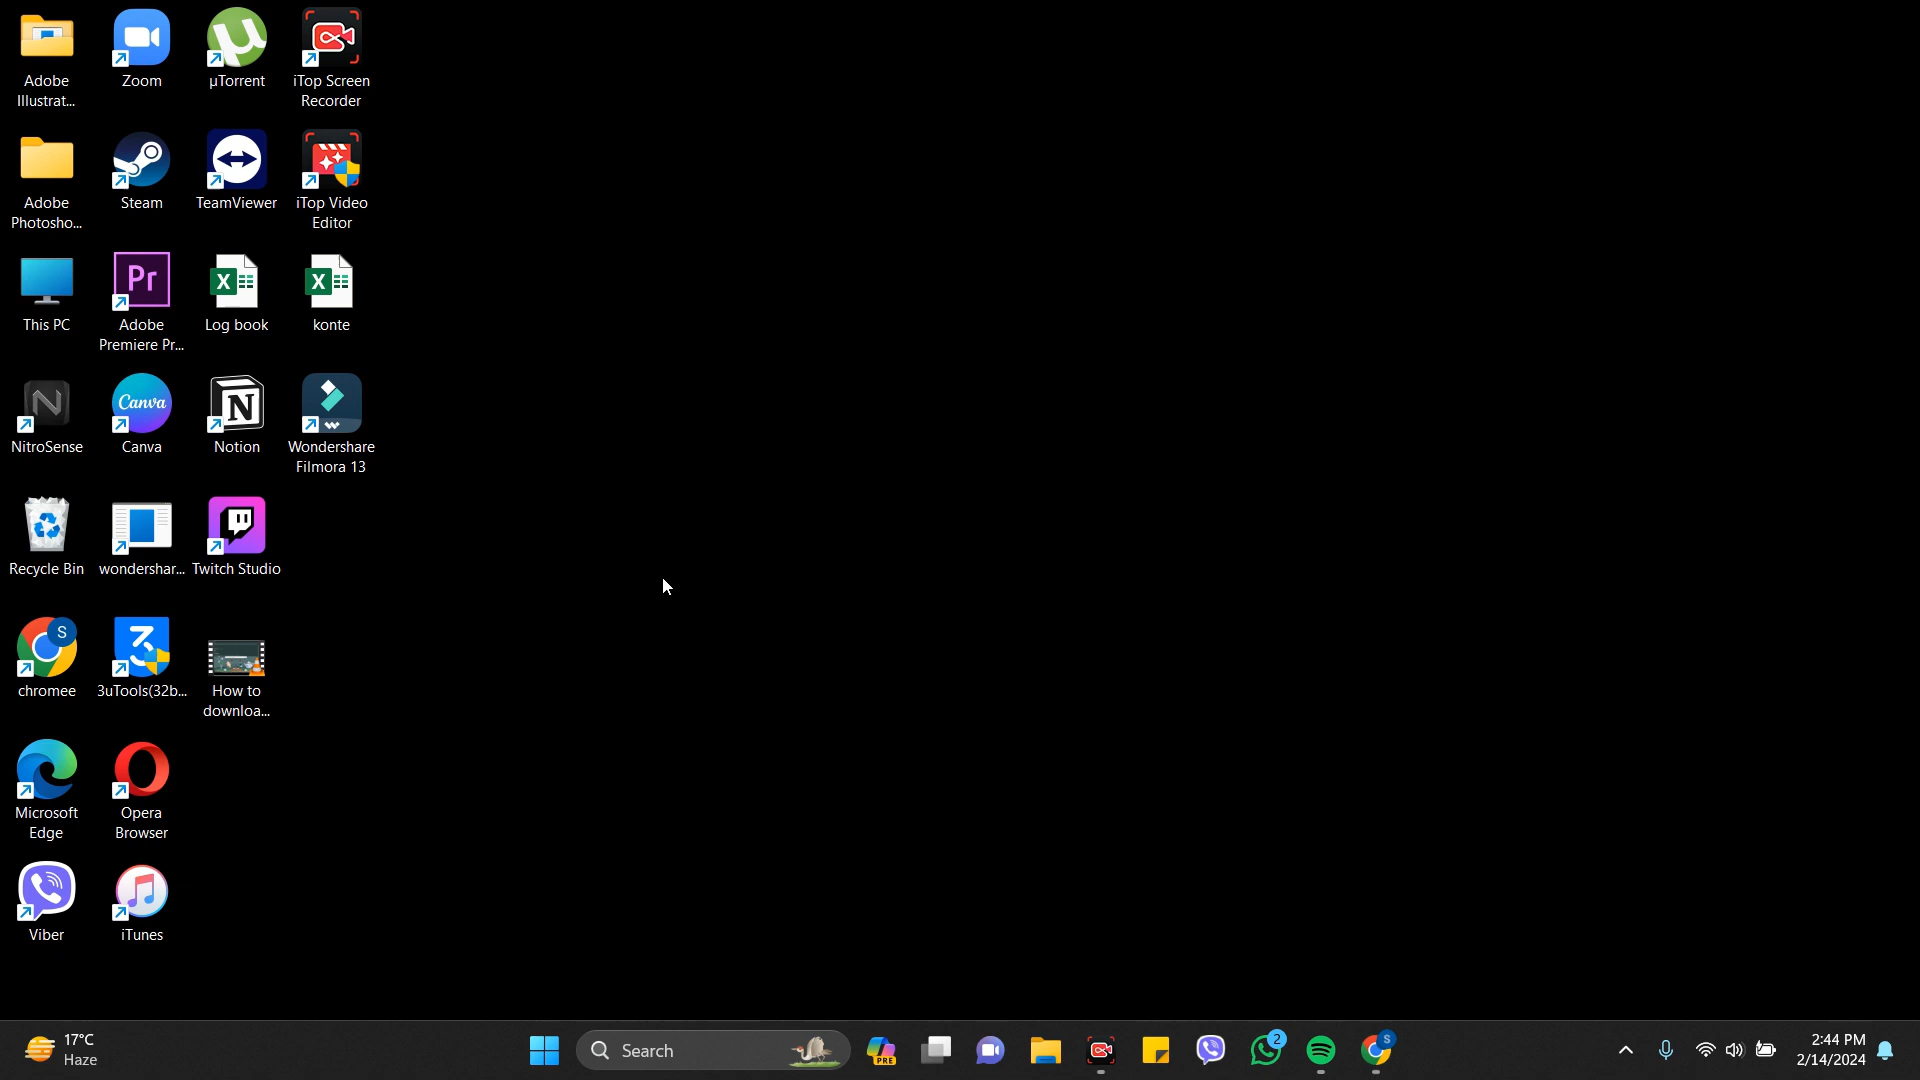 Adobe
Illustrat...
Zoom
µTorrent
iTop Screen
Recorder
Adobe
Photosho...
Steam
TeamViewer
iTop Video
Editor
This PC
Pr
Adobe
Premiere Pr...
X
Log book
X
konte
N
NitroSense
Canva
Canva
N
Notion
Wondershare
Filmora 13
Recycle Bin
wondershar...
Twitch Studio
S
chromee
3
3uTools(32b...
How to
downloa...
Microsoft
Edge
Opera
Browser
Viber
iTunes
17°C
Haze
Search
PRE
2
S
2:44 PM
2/14/2024